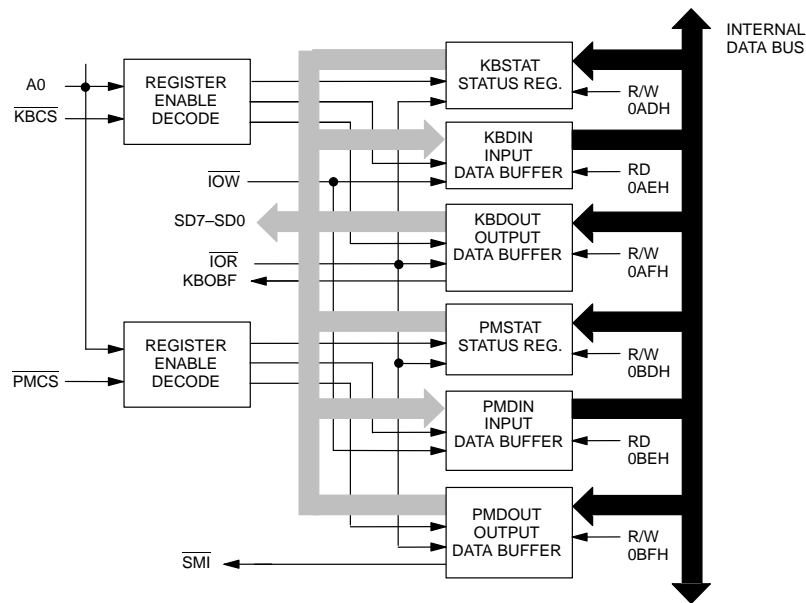 INTERNAL
DATA BUS
A0
KBCS
REGISTER
ENABLE
DECODE
KBSTAT
STATUS REG.
R/W
0ADH
KBDIN
INPUT
DATA BUFFER
RD
0AEH
IOW
SD7–SD0
KBDOUT
OUTPUT
DATA BUFFER
R/W
0AFH
IOR
KBOBF
PMSTAT
STATUS REG.
R/W
0BDH
REGISTER
ENABLE
DECODE
PMCS
PMDIN
INPUT
DATA BUFFER
RD
0BEH
PMDOUT
OUTPUT
DATA BUFFER
R/W
0BFH
SMI